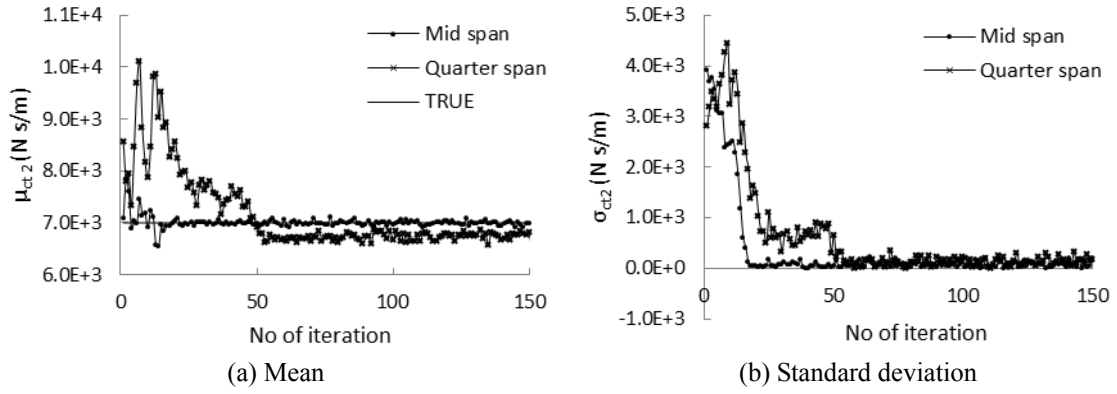 1.1E+4
1.0E+4
9.0E+3
8.0E+3
7.0E+3
6.0E+3
μct 2 (N s/m)
Mid span
Quarter span
TRUE
0
50
100
150
No of iteration
(a) Mean
5.0E+3
4.0E+3
3.0E+3
2.0E+3
1.0E+3
0.0E+0
-1.0E+3
σct2 (N s/m)
Mid span
Quarter span
0
50
100
150
No of iteration
(b) Standard deviation